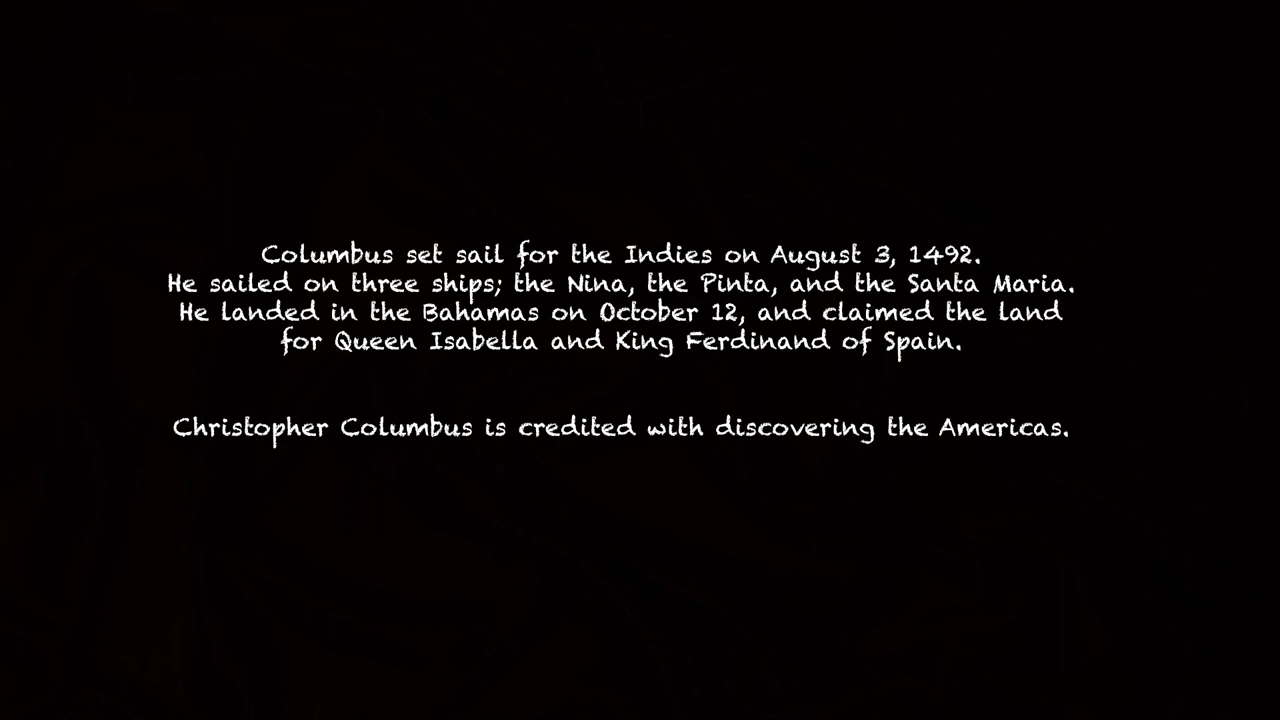 Columbus set sail for the Indies on August 3, 1492.
He sailed on three ships; the Nina, the Pinta, and the Santa Maria.
He landed in the Bahamas on October 12, and claimed the land
for Queen Isabella and King Ferdinand of Spain.
Christopher Columbus is credited with discovering the Americas.